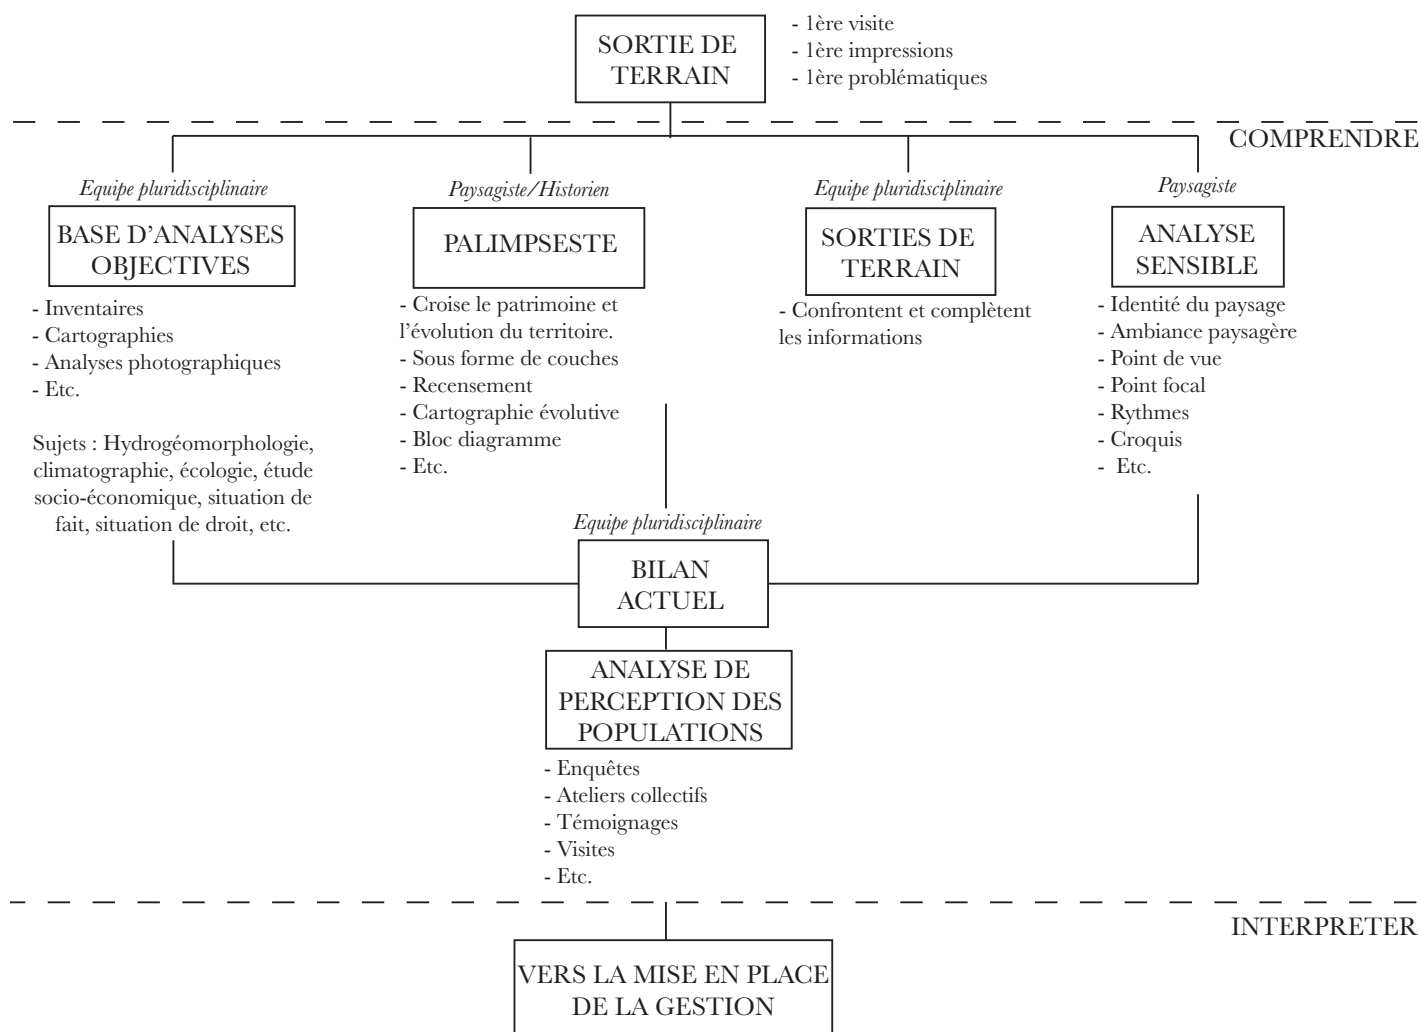 SORTIE DE
TERRAIN
- 1ère visite
- 1ère impressions
- 1ère problématiques
COMPRENDRE
Equipe pluridisciplinaire
BASE D'ANALYSES
OBJECTIVES
- Inventaires
- Cartographies
- Analyses photographiques
- Etc.
Sujets : Hydrogéomorphologie,
climatographie, écologie, étude
socio-économique, situation de
fait, situation de droit, etc.
Paysagiste/Historien
PALIMPSESTE
- Croise le patrimoine et
l'évolution du territoire.
- Sous forme de couches
- Recensement
- Cartographie évolutive
- Bloc diagramme
- Etc.
Equipe pluridisciplinaire
SORTIES DE
TERRAIN
- Confrontent et complètent
les informations
Paysagiste
ANALYSE
SENSIBLE
- Identité du paysage
- Ambiance paysagère
- Point de vue
- Point focal
- Rythmes
- Croquis
- Etc.
Equipe pluridisciplinaire
BILAN
ACTUEL
ANALYSE DE
PERCEPTION DES
POPULATIONS
- Enquêtes
- Ateliers collectifs
- Témoignages
- Visites
- Etc.
INTERPRETER
VERS LA MISE EN PLACE
DE LA GESTION